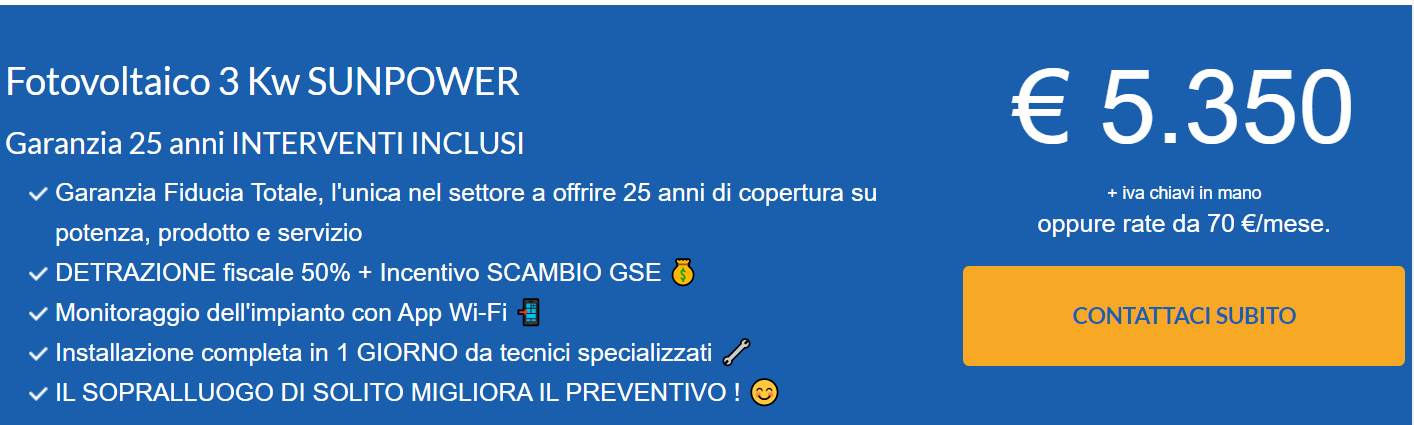 Fotovoltaico 3 Kw SUNPOWER
Garanzia 25 anni INTERVENTI INCLUSI
Garanzia Fiducia Totale, l'unica nel settore a offrire 25 anni di copertura su
potenza, prodotto e servizio
DETRAZIONE fiscale 50% + Incentivo SCAMBIO GSE
Monitoraggio dell'impianto con App Wi-Fi
Installazione completa in 1 GIORNO da tecnici specializzati
IL SOPRALLUOGO DI SOLITO MIGLIORA IL PREVENTIVO !
€ 5.350
+ iva chiavi in mano
oppure rate da 70 €/mese.
CONTATTACI SUBITO